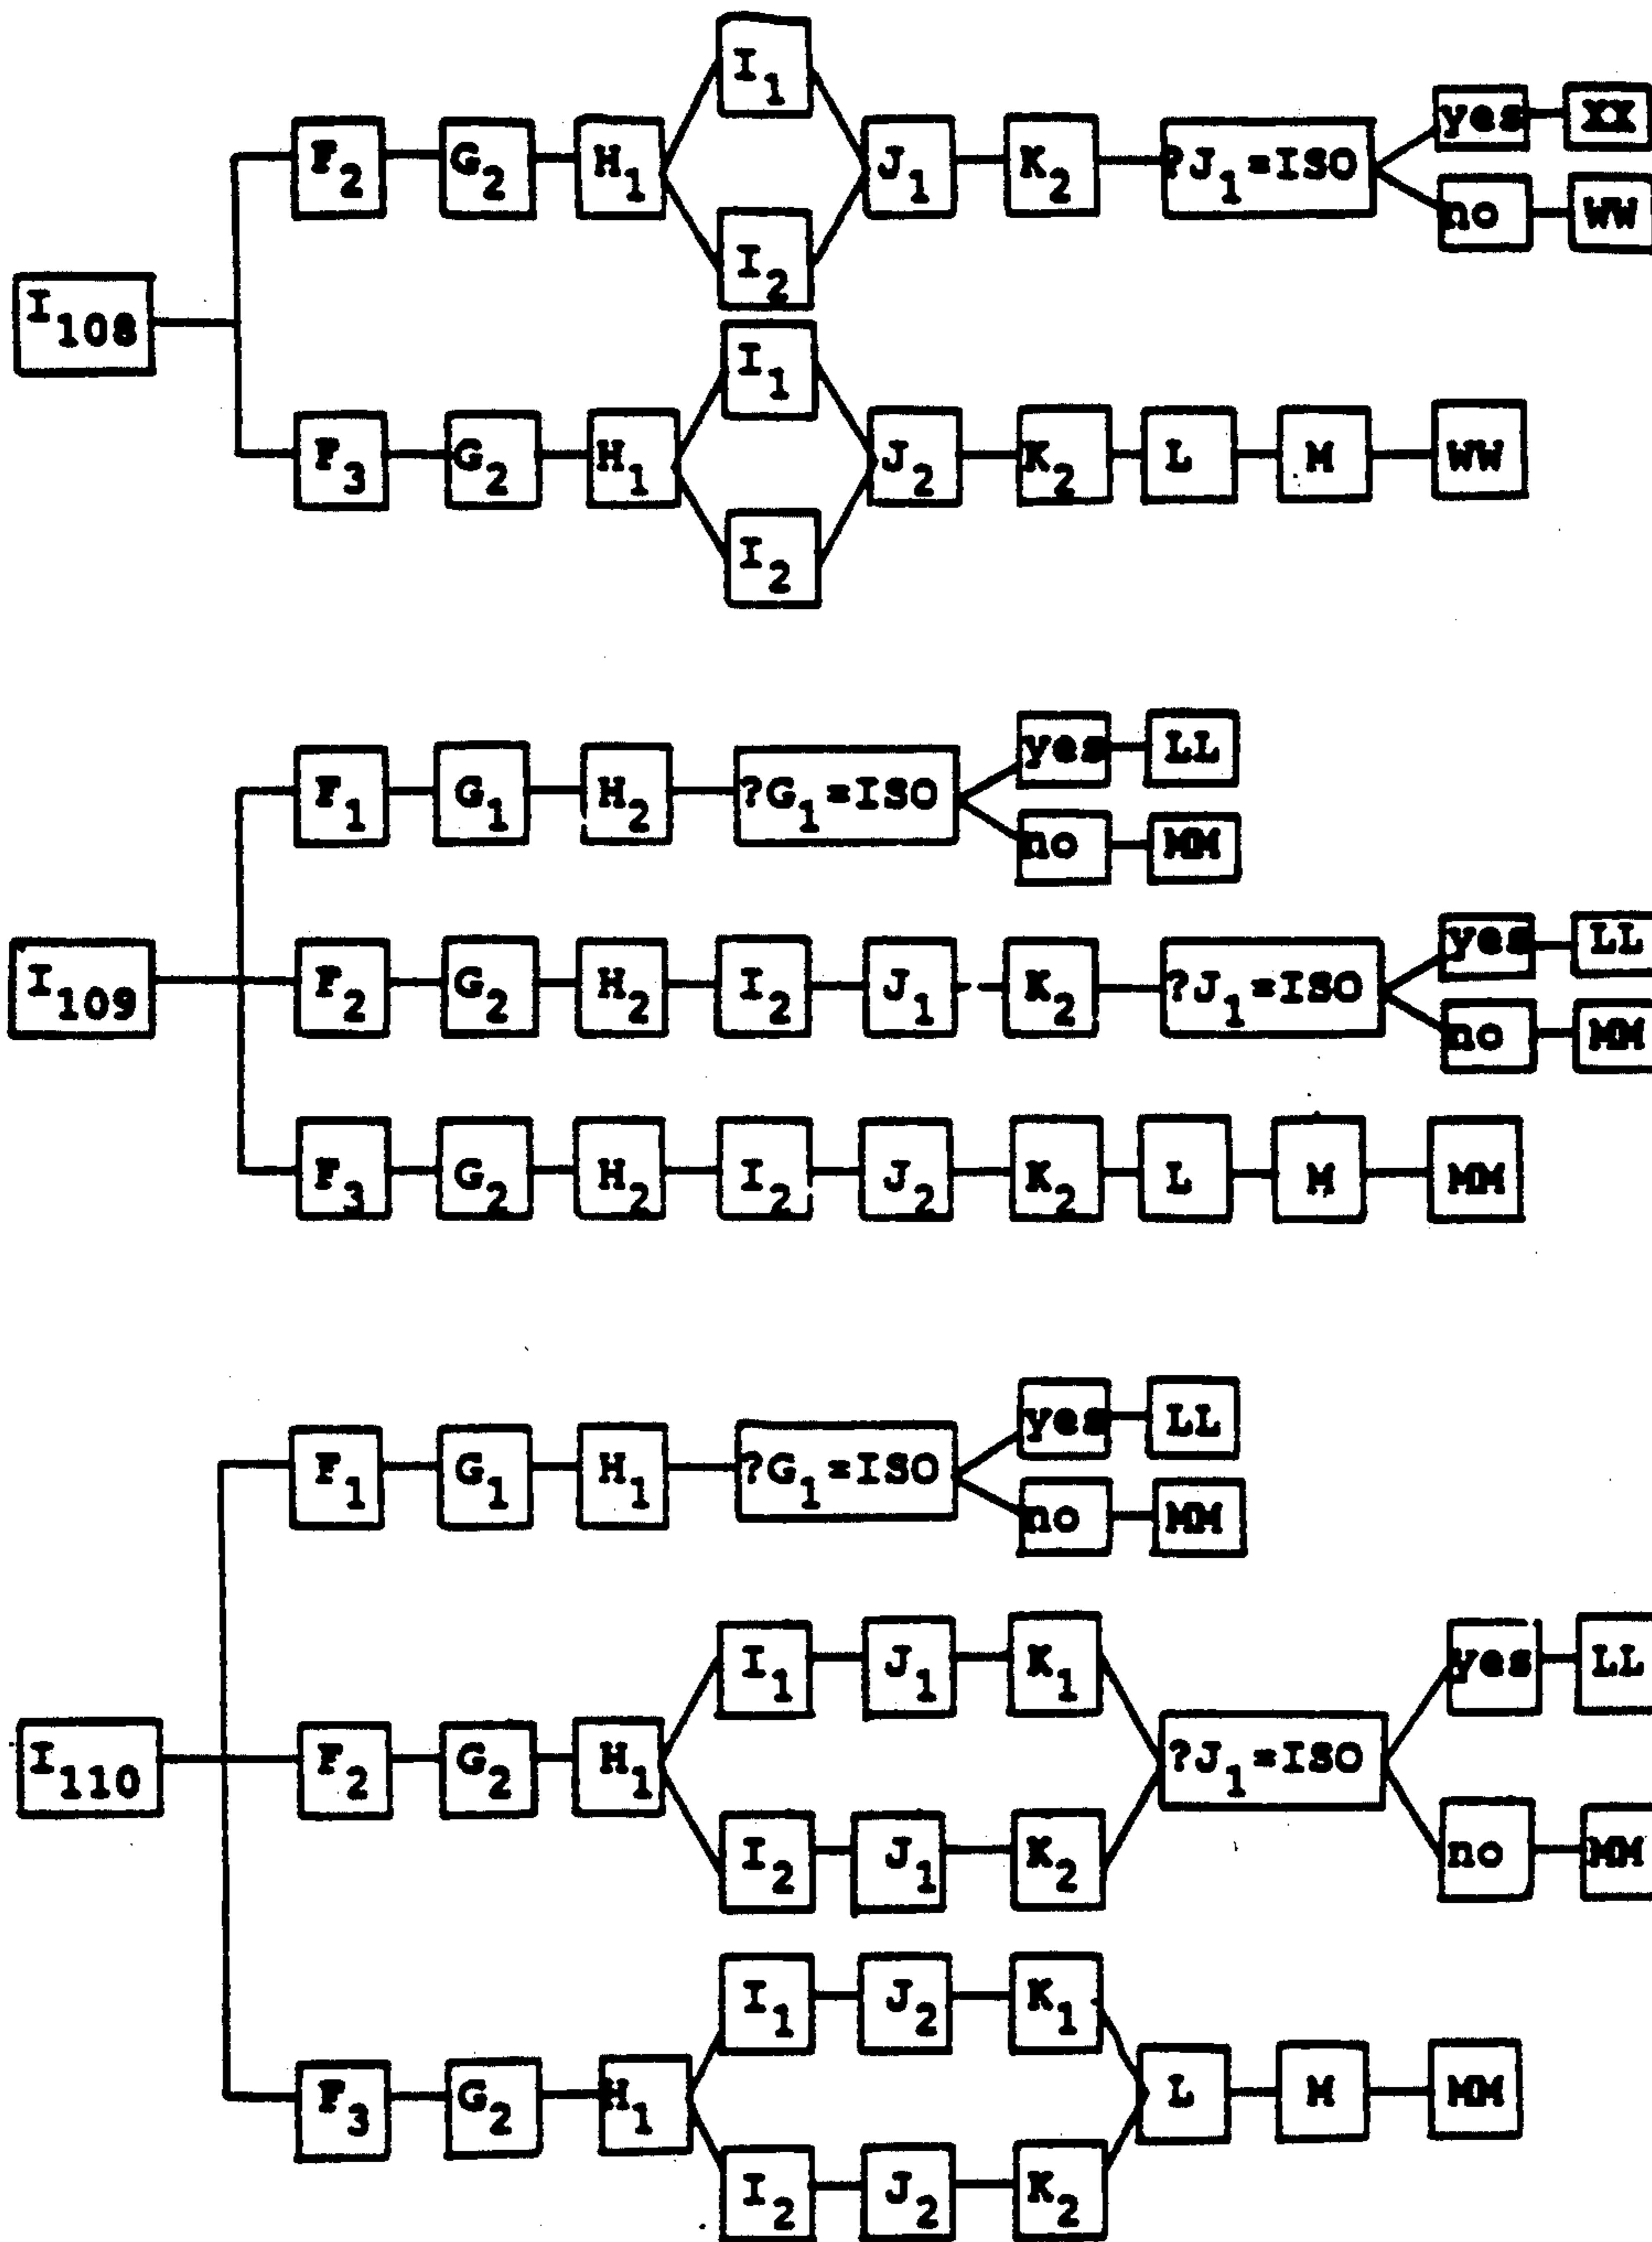 I₁
F₂ G₂ H₁ J₁ K₂ ?J₁=ISO yes XX
no WW
I₂
I₁₀₈
I₁
F₃ G₂ H₁ J₂ K₂ L M WW
I₂
F₁ G₁ H₂ ?G₁=ISO yes LL
no MM
I₁₀₉ F₂ G₂ H₂ I₂ J₁ K₂ ?J₁=ISO yes LL
no MM
F₃ G₂ H₂ I₂ J₂ K₂ L M MM
F₁ G₁ H₁ ?G₁=ISO yes LL
no MM
I₁ J₁ K₁ yes LL
I₁₁₀ F₂ G₂ H₁ ?J₁=ISO
I₂ J₁ K₂ no MM
I₁ J₂ K₁
F₃ G₂ H₁ L M MM
I₂ J₂ K₂